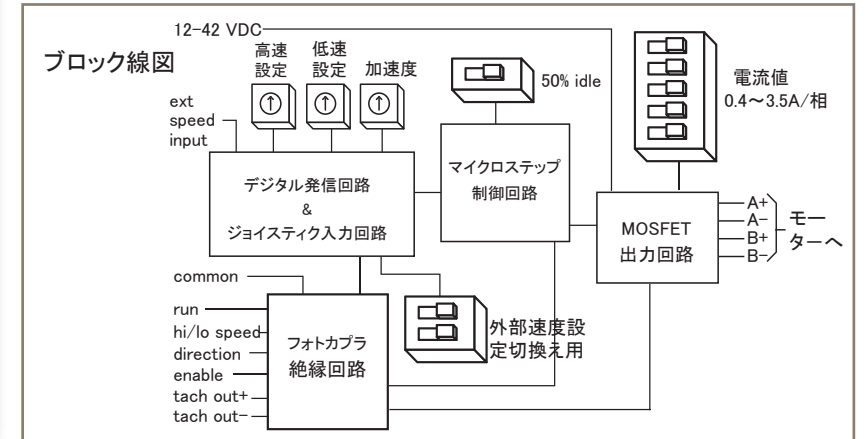 12-42 VDC
ブロック線図
高速
設定
低速
設定
加速度
50% idle
電流値
0.4～3.5A/相
ext
speed
input
デジタル発信回路
&
ジョイスティク入力回路
マイクロステップ
制御回路
MOSFET
出力回路
A+
A-
B+
B-
モー
ターへ
common
run
hi/lo speed
direction
enable
tach out+
tach out-
フォトカプラ
絶縁回路
外部速度設
定切換え用